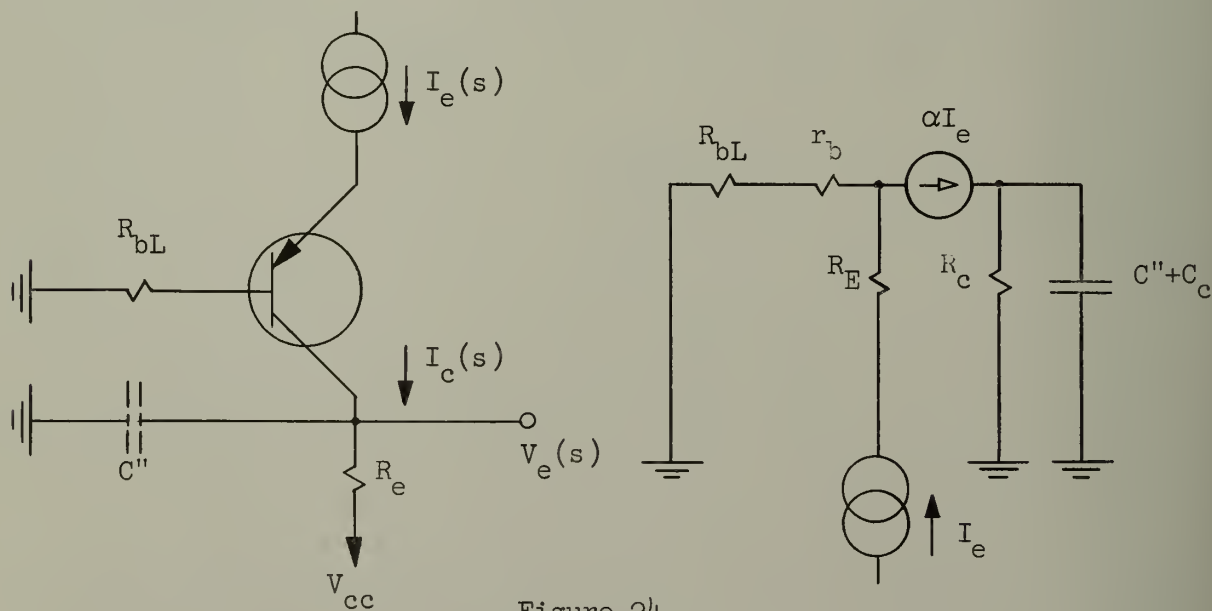 I_e(s)
R_bL
I_c(s)
V_e(s)
C"
R_e
V_cc
αI_e
R_bL
r_b
R_E
R_c
C"+C_c
I_e
Figure 24